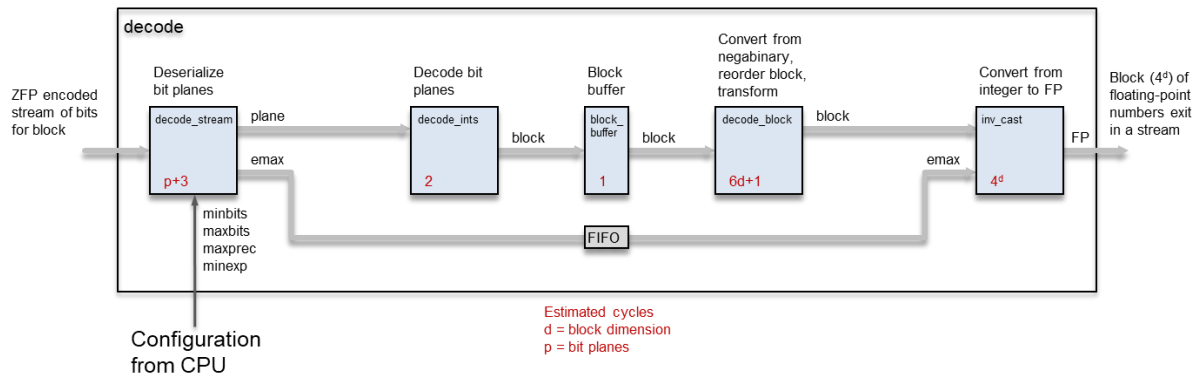 decode
ZFP encoded
stream of bits
for block
Deserialize
bit planes
decode_stream
p+3
plane
emax
minbits
maxbits
maxprec
minexp
Configuration
from CPU
Decode bit
planes
decode_ints
2
block
Block
buffer
block_
buffer
1
block
Convert from
negabinary,
reorder block,
transform
decode_block
6d+1
block
FIFO
emax
Convert from
integer to FP
inv_cast
4ᵈ
FP
Block (4ᵈ) of
floating-point
numbers exit
in a stream
Estimated cycles
d = block dimension
p = bit planes